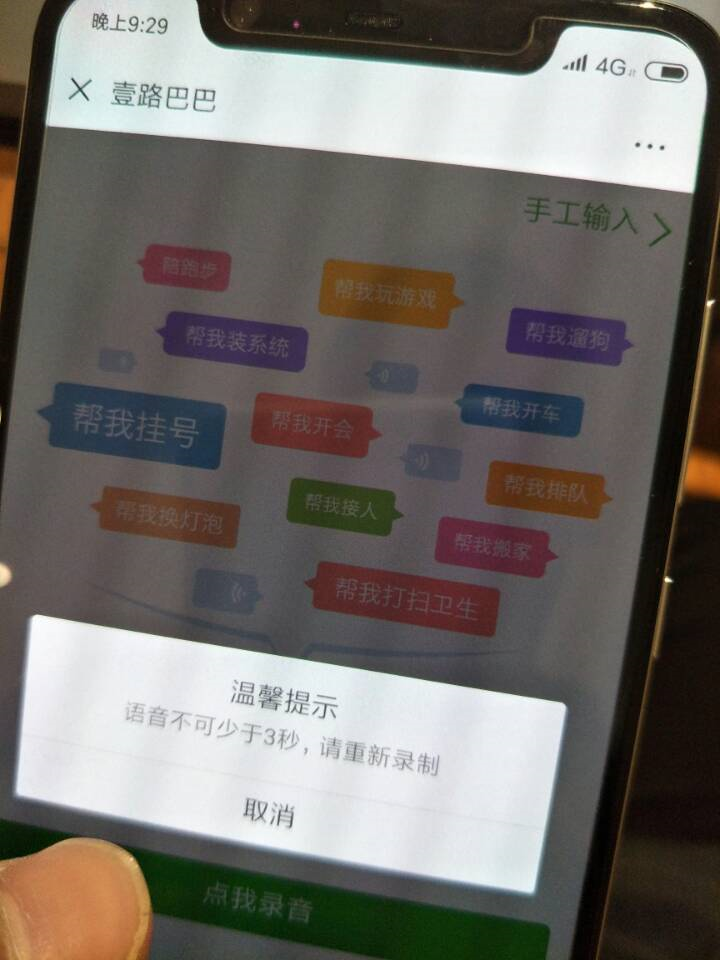 晚上9:29
4G
壹路巴巴
手工输入
陪跑步
帮我玩游戏
帮我装系统
帮我遛狗
帮我挂号
帮我开会
帮我开车
帮我换灯泡
帮我接人
帮我排队
帮我搬家
帮我打扫卫生
温馨提示
语音不可少于3秒，请重新录制
取消
点我录音